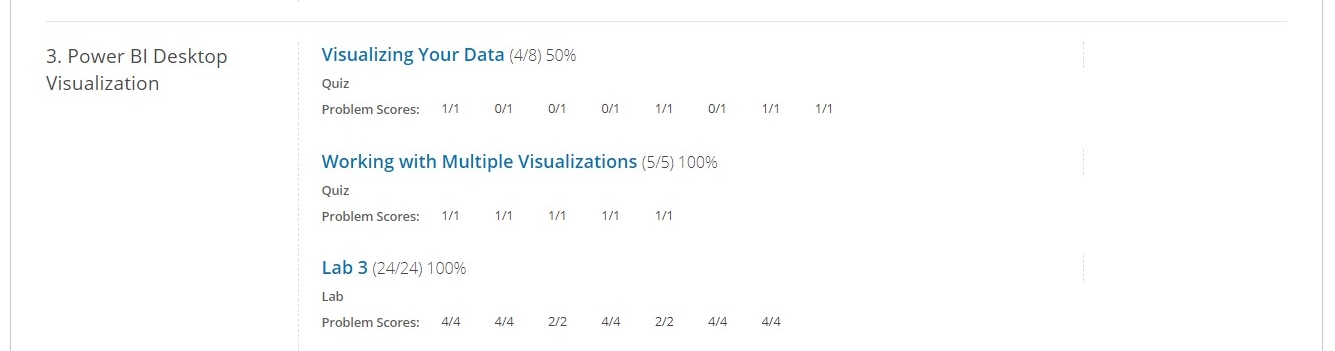 3. Power BI Desktop
Visualization
Visualizing Your Data (4/8) 50%
Quiz
Problem Scores: 1/1 0/1 0/1 0/1 1/1 0/1 1/1 1/1
Working with Multiple Visualizations (5/5) 100%
Quiz
Problem Scores: 1/1 1/1 1/1 1/1 1/1
Lab 3 (24/24) 100%
Lab
Problem Scores: 4/4 4/4 2/2 4/4 2/2 4/4 4/4